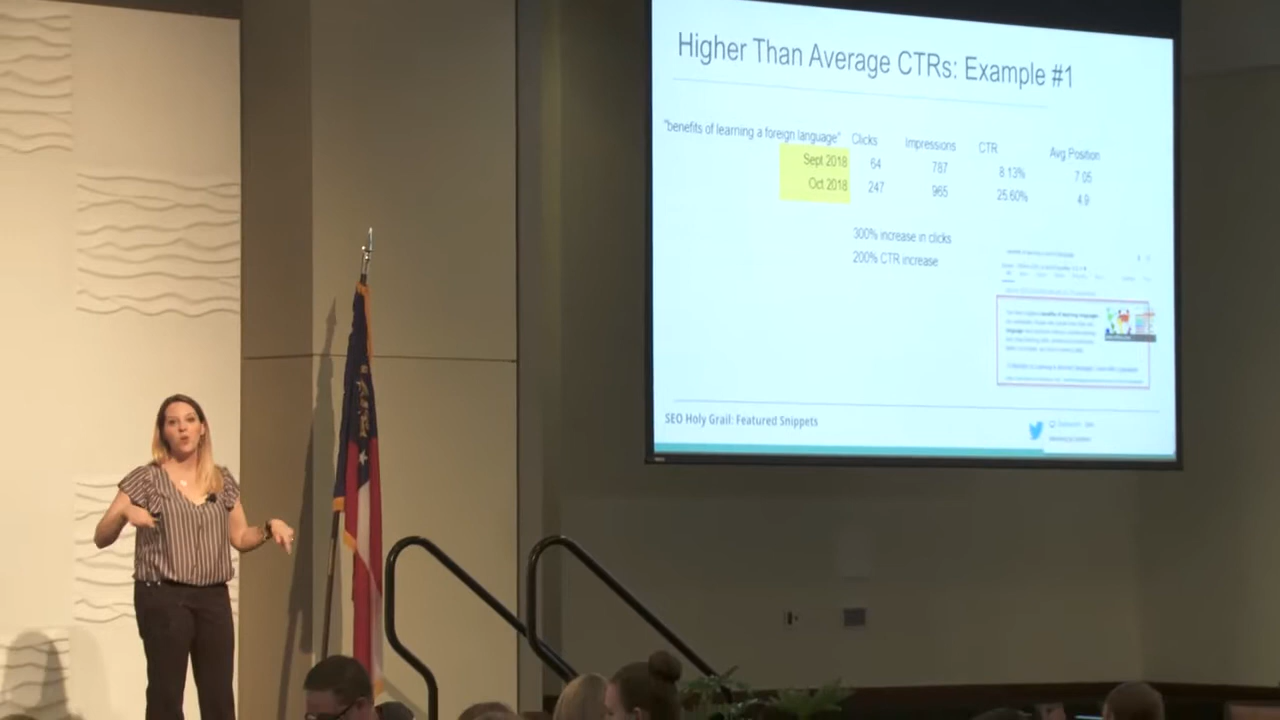 Higher Than Average CTRs: Example #1
"benefits of learning a foreign language" Clicks Impressions CTR Avg Position
Sept 2018 64 787 8.13% 7.05
Oct 2018 247 965 25.60% 4.9
300% increase in clicks
200% CTR increase
SEO Holy Grail: Featured Snippets